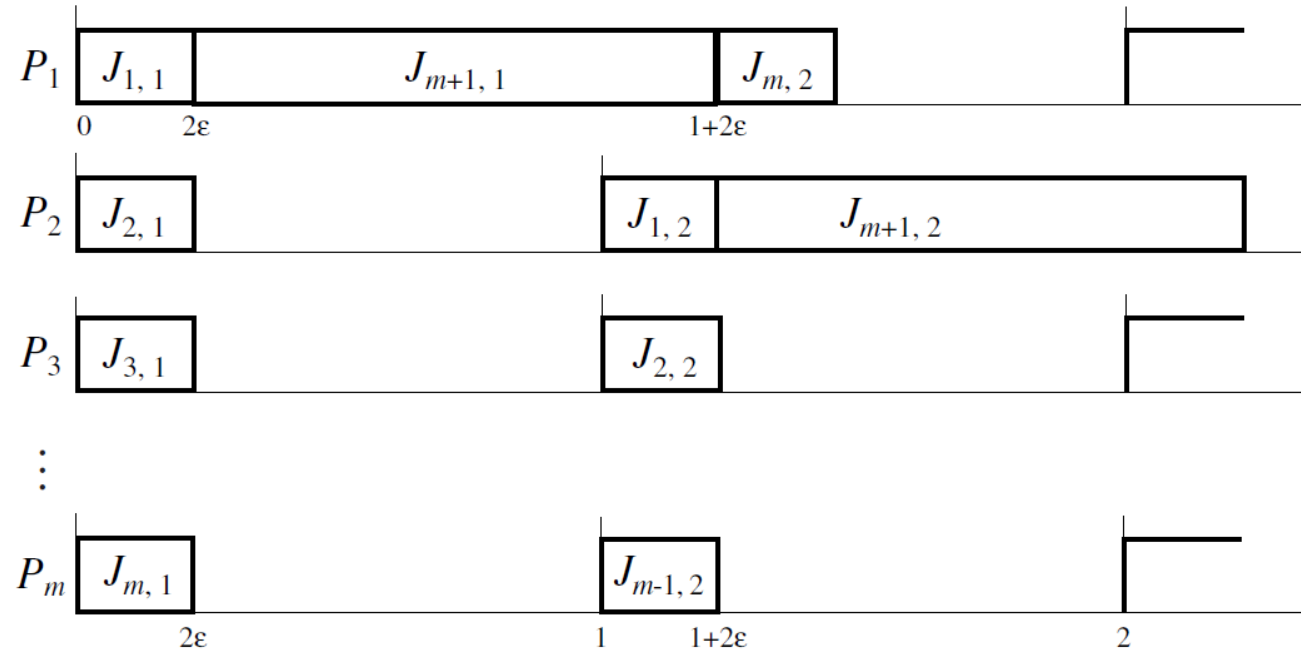 P1 J1, 1 Jm+1, 1 Jm, 2
0 2ε 1+2ε
P2 J2, 1 J1, 2 Jm+1, 2
P3 J3, 1 J2, 2
⋮
Pm Jm, 1 Jm-1, 2
2ε 1 1+2ε 2